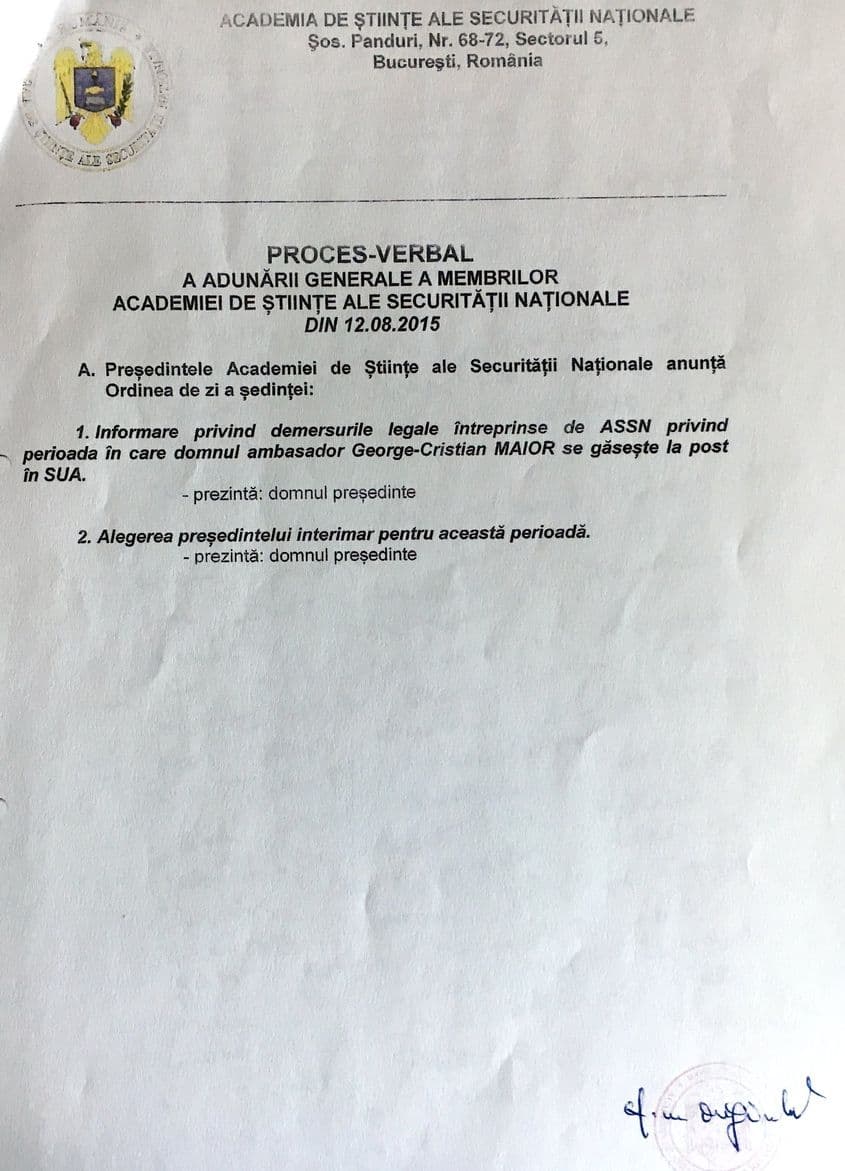 ACADEMIA DE ȘTIINȚE ALE SECURITĂȚII NAȚIONALE
Șos. Panduri, Nr. 68-72, Sectorul 5,
București, România
ROMÂNIA
ȘTIINȚE ALE SECURITĂȚ
PROCES-VERBAL
A ADUNĂRII GENERALE A MEMBRILOR
ACADEMIEI DE ȘTIINȚE ALE SECURITĂȚII NAȚIONALE
DIN 12.08.2015
A. Președintele Academiei de Științe ale Securității Naționale anunță
Ordinea de zi a ședinței:
1. Informare privind demersurile legale întreprinse de ASSN privind
perioada în care domnul ambasador George-Cristian MAIOR se găsește la post
în SUA.
- prezintă: domnul președinte
2. Alegerea președintelui interimar pentru această perioadă.
- prezintă: domnul președinte